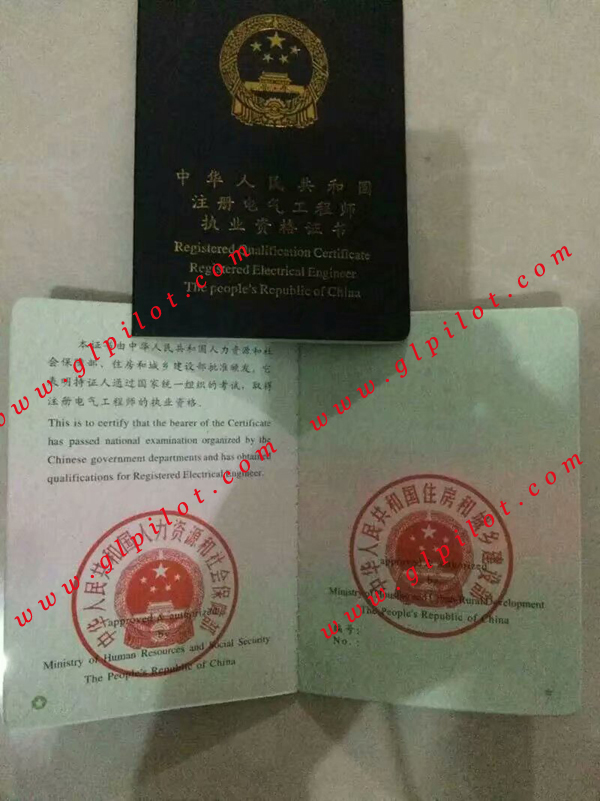 中华人民共和国
注册电气工程师
执业资格证书
Registered Qualification Certificate
Registered Electrical Engineer
The people's Republic of China
本证书由中华人民共和国人力资源和社
会保障部、住房和城乡建设部批准颁发，它
表明持证人通过国家统一组织的考试，取得
注册电气工程师的执业资格。
This is to certify that the bearer of the Certificate
has passed national examination organized by the
Chinese government departments and has obtained
qualifications for Registered Electrical Engineer.
中华人民共和国人力资源和社会保障部
approved & authorized
By
Ministry of Human Resources and Social Security
The People's Republic of China
中华人民共和国住房和城乡建设部
approved authorized
by
Ministry of Housing and Urban-Rural Development
The People's Republic of China
编号：
No.：
www.glpilot.com
www.glpilot.com
www.glpilot.com
www.glpilot.com